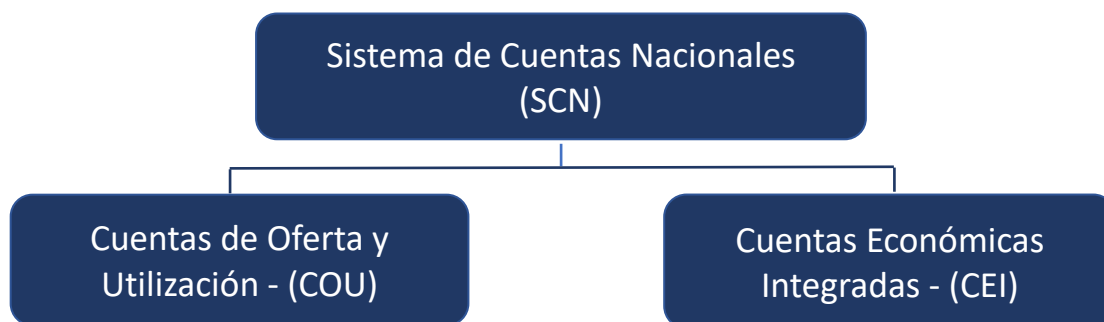 Sistema de Cuentas Nacionales
(SCN)
Cuentas de Oferta y
Utilización - (COU)
Cuentas Económicas
Integradas - (CEI)